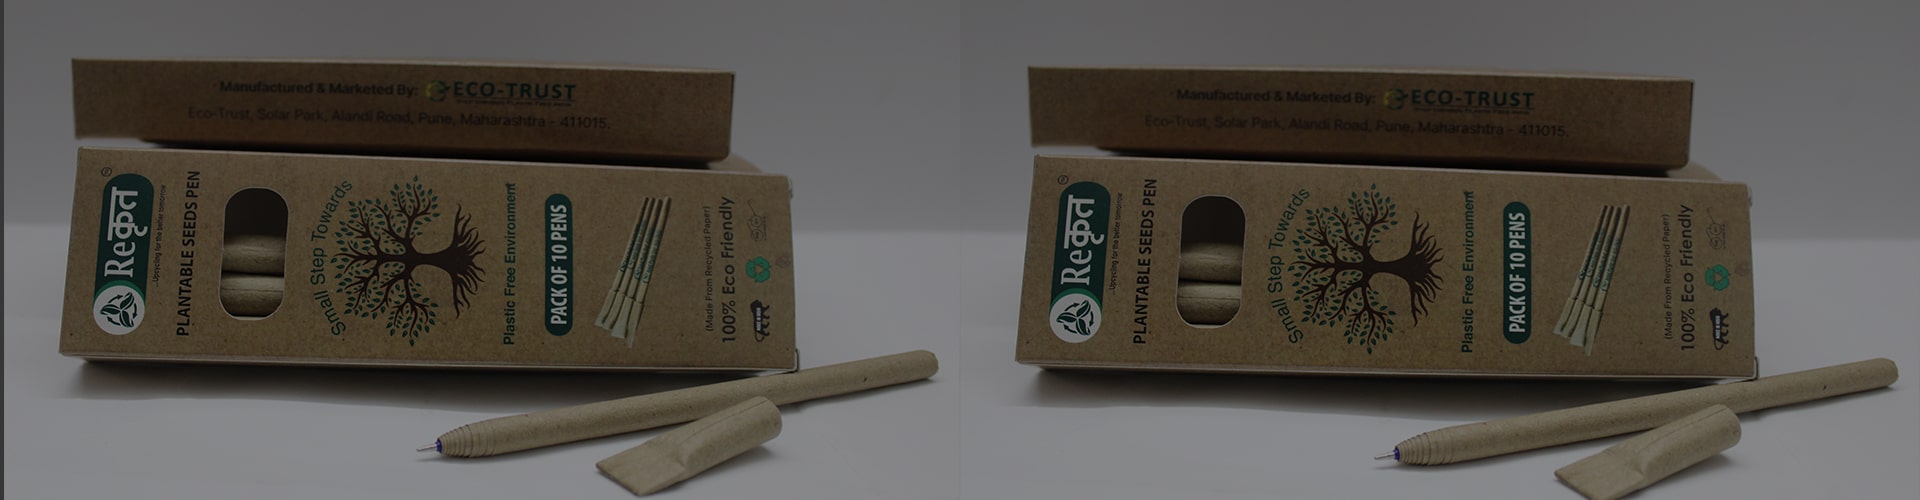 Manufactured & Marketed By: ECO-TRUST
Eco-Trust, Solar Park, Alandi Road, Pune, Maharashtra - 411015.
Reकृत
...Upcycling for the better tomorrow
PLANTABLE SEEDS PEN
Small Step Towards
Plastic Free Environment
PACK OF 10 PENS
(Made From Recycled Paper)
100% Eco Friendly
Manufactured & Marketed By: ECO-TRUST
Eco-Trust, Solar Park, Alandi Road, Pune, Maharashtra - 411015.
Reकृत
...Upcycling for the better tomorrow
PLANTABLE SEEDS PEN
Small Step Towards
Plastic Free Environment
PACK OF 10 PENS
(Made From Recycled Paper)
100% Eco Friendly